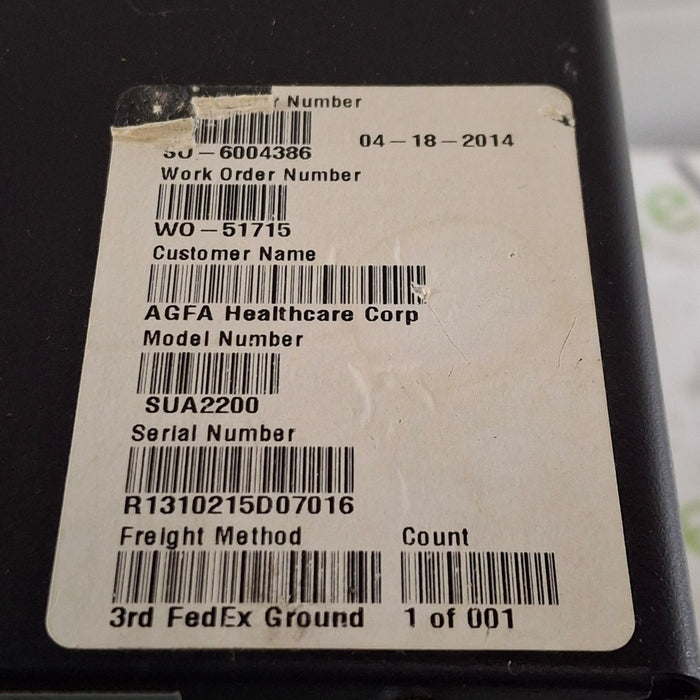 Number
SO-6004386
04-18-2014
Work Order Number
WO-51715
Customer Name
AGFA Healthcare Corp
Model Number
SUA2200
Serial Number
R1310215D07016
Freight Method
Count
3rd FedEx Ground
1 of 001